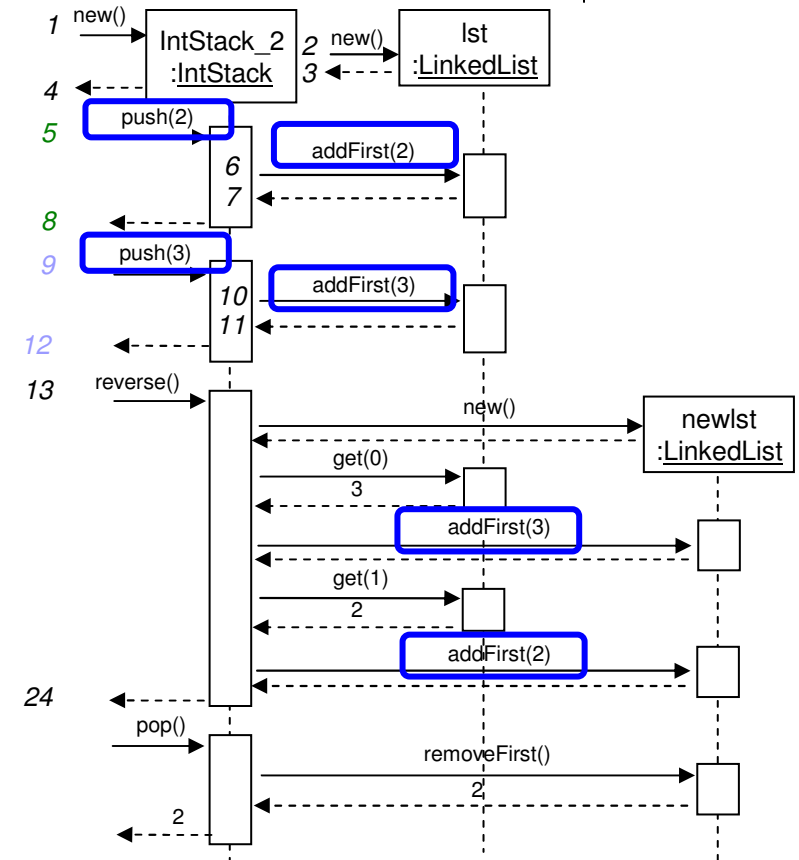 1 new()
IntStack_2
:IntStack
2 new()
3
lst
:LinkedList
4
push(2)
5
addFirst(2)
6
7
8
push(3)
9
addFirst(3)
10
11
12
13 reverse()
new()
newlst
:LinkedList
get(0)
3
addFirst(3)
get(1)
2
addFirst(2)
24
pop()
removeFirst()
2
2